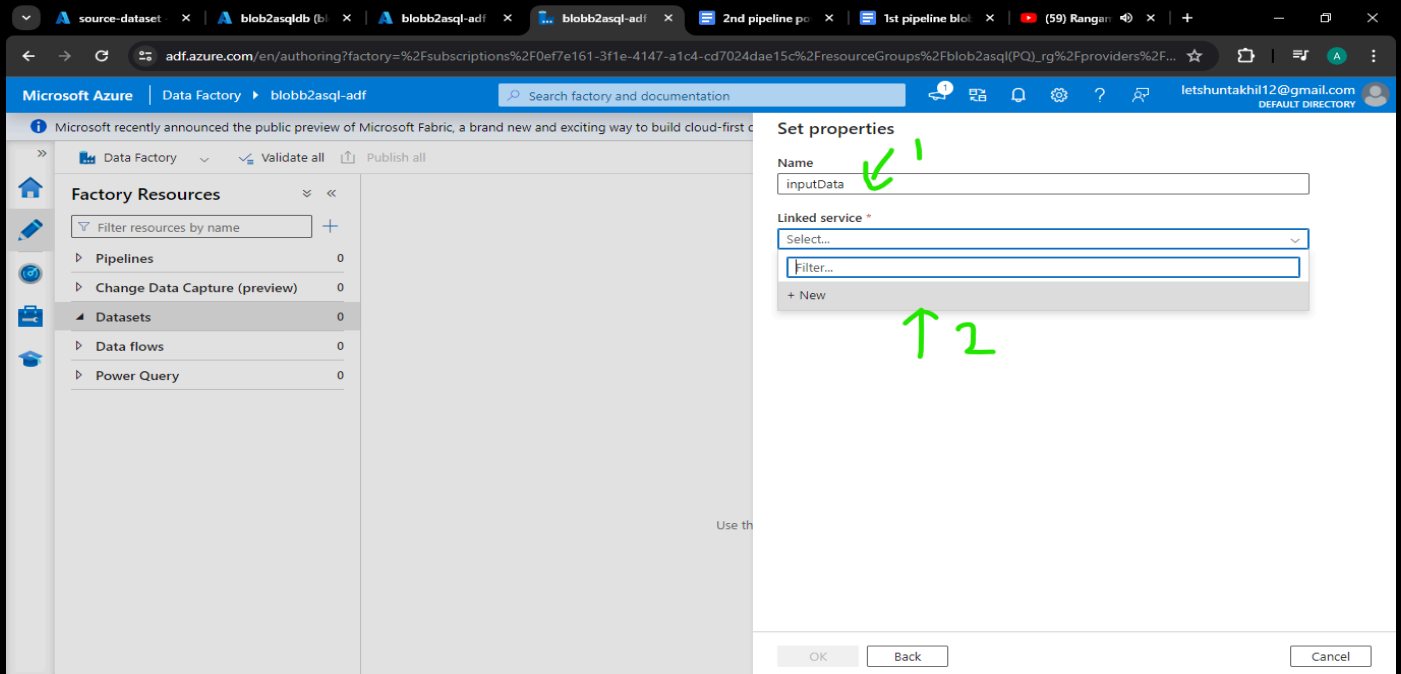 source-dataset
blob2asqldb (bl
blobb2asql-adf
blobb2asql-adf
2nd pipeline po
1st pipeline blob
(59) Rangam
adf.azure.com/en/authoring?factory=%2Fsubscriptions%2F0ef7e161-3f1e-4147-a1c4-cd7024dae15c%2FresourceGroups%2Fblob2asql(PQ)_rg%2Fproviders%2F...
A
Microsoft Azure
Data Factory
blobb2asql-adf
Search factory and documentation
1
?
letshuntakhil12@gmail.com
DEFAULT DIRECTORY
Microsoft recently announced the public preview of Microsoft Fabric, a brand new and exciting way to build cloud-first
Set properties
Data Factory
Validate all
Publish all
1
Name
inputData
Factory Resources
Filter resources by name
Linked service *
Select...
Filter...
+ New
2
Pipelines 0
Change Data Capture (preview) 0
Datasets 0
Data flows 0
Power Query 0
Use th
OK
Back
Cancel